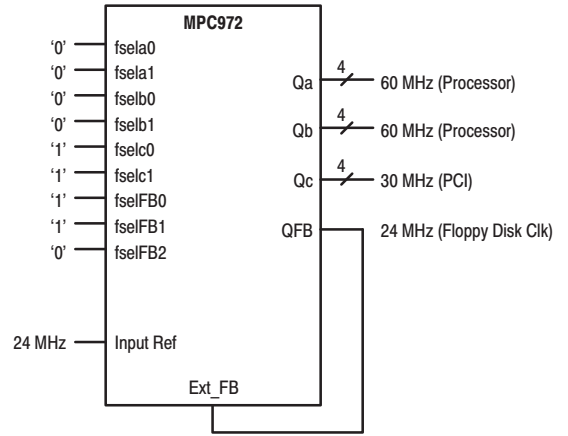 MPC972
‘0’ fsela0
‘0’ fsela1
‘0’ fselb0
‘0’ fselb1
‘1’ fselc0
‘1’ fselc1
‘1’ fselFB0
‘1’ fselFB1
‘0’ fselFB2
24 MHz Input Ref
Qa 4 60 MHz (Processor)
Qb 4 60 MHz (Processor)
Qc 4 30 MHz (PCI)
QFB 24 MHz (Floppy Disk Clk)
Ext_FB